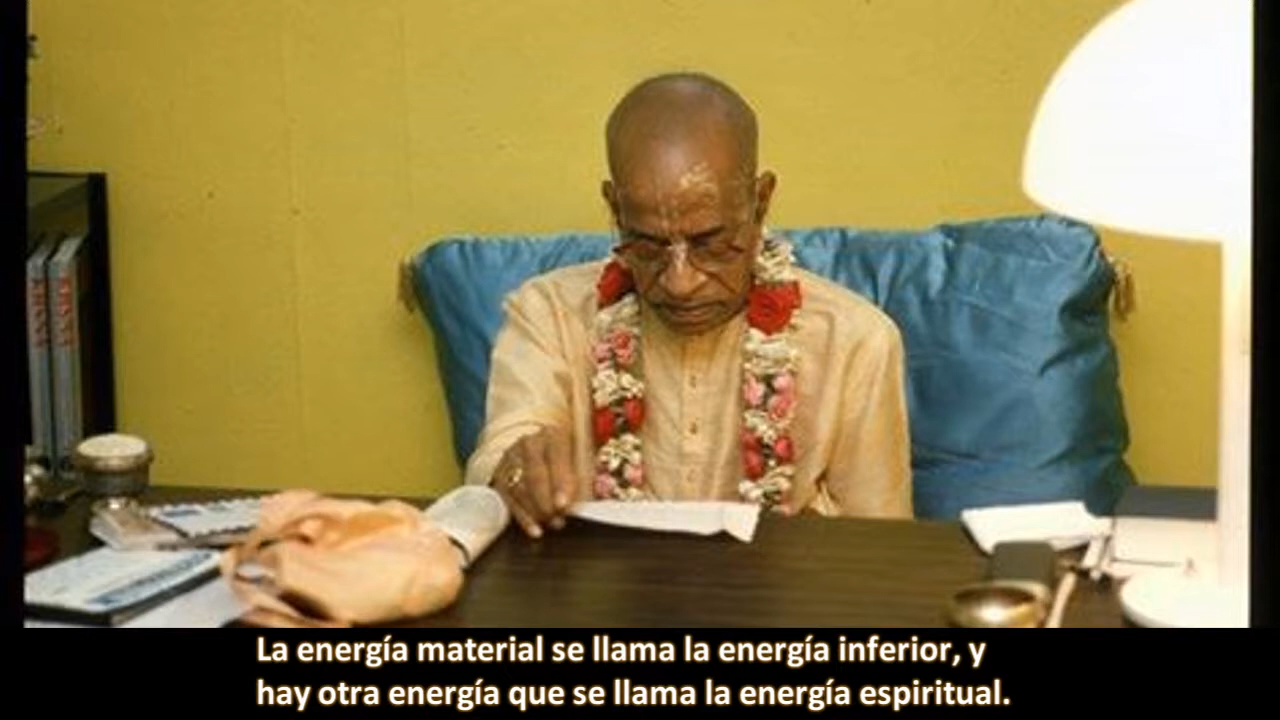 La energía material se llama la energía inferior, y
hay otra energía que se llama la energía espiritual.